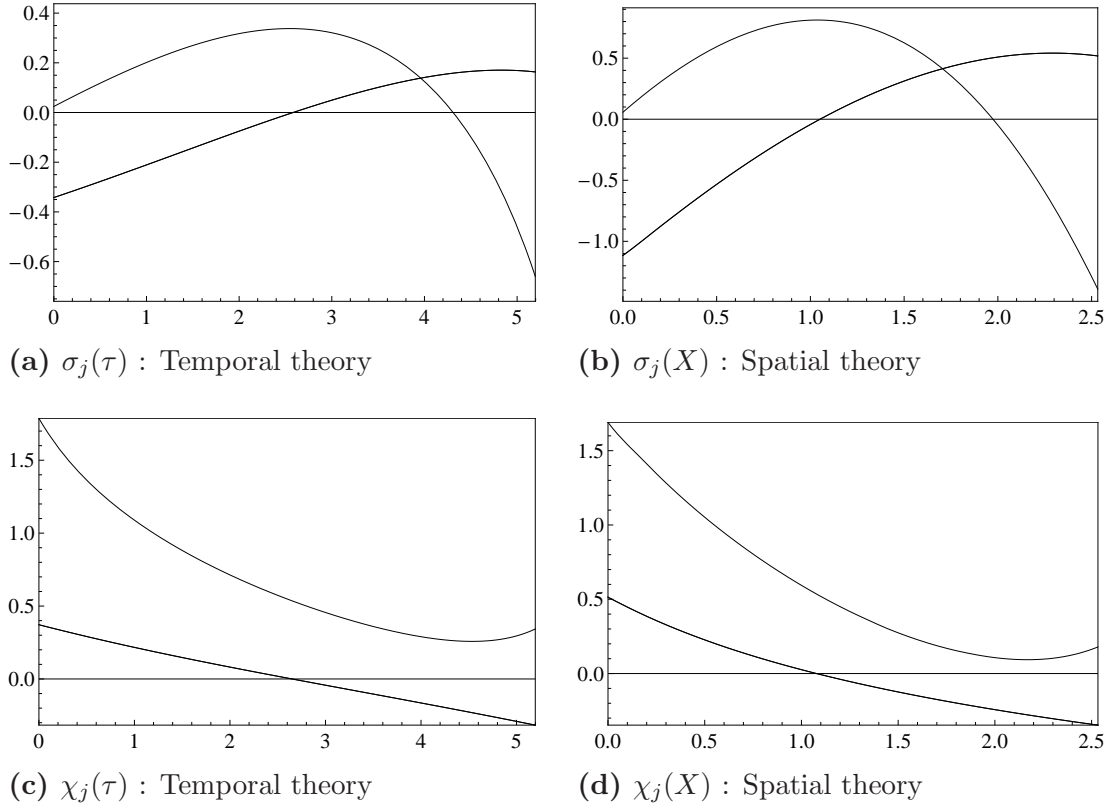 0.4
0.2
0.0
−0.2
−0.4
−0.6
0 1 2 3 4 5
(a) σ_j(τ) : Temporal theory
0.5
0.0
−0.5
−1.0
0.0 0.5 1.0 1.5 2.0 2.5
(b) σ_j(X) : Spatial theory
1.5
1.0
0.5
0.0
0 1 2 3 4 5
(c) χ_j(τ) : Temporal theory
1.5
1.0
0.5
0.0
0.0 0.5 1.0 1.5 2.0 2.5
(d) χ_j(X) : Spatial theory